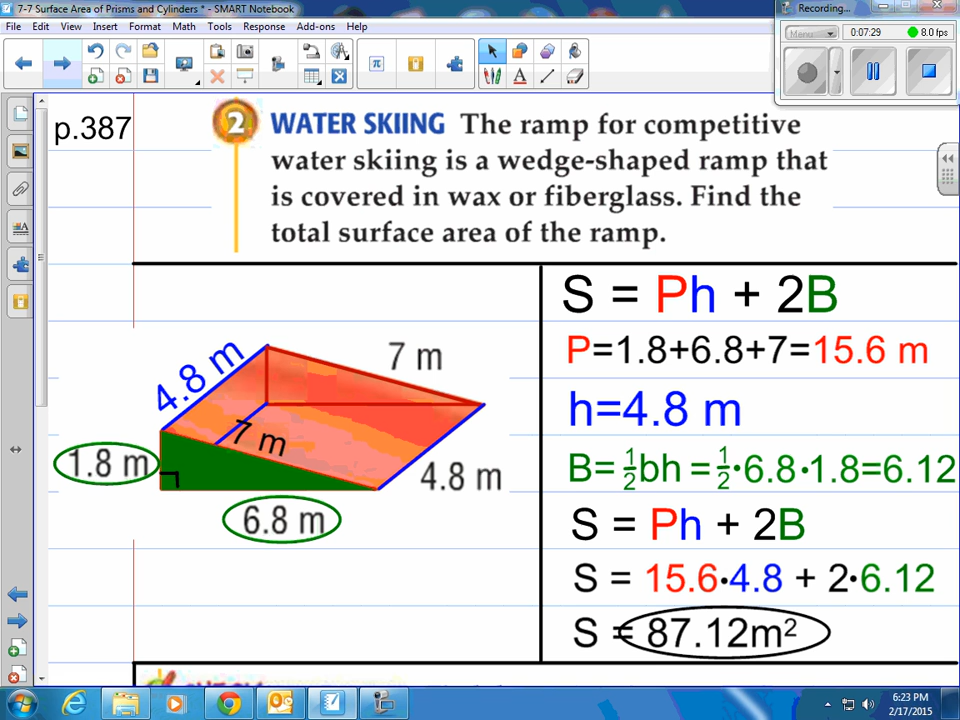 7-7 Surface Area of Prisms and Cylinders * - SMART Notebook
Recording...
File Edit View Insert Format Math Tools Response Add-ons Help
Menu
0:07:29
8.0 fps
p.387
2 WATER SKIING The ramp for competitive
water skiing is a wedge-shaped ramp that
is covered in wax or fiberglass. Find the
total surface area of the ramp.
4.8 m
7 m
7 m
1.8 m
4.8 m
6.8 m
S = Ph + 2B
P=1.8+6.8+7=15.6 m
h=4.8 m
B= 1/2 bh = 1/2 •6.8•1.8=6.12
S = Ph + 2B
S = 15.6•4.8 + 2•6.12
S = 87.12m²
6:23 PM
2/17/2015